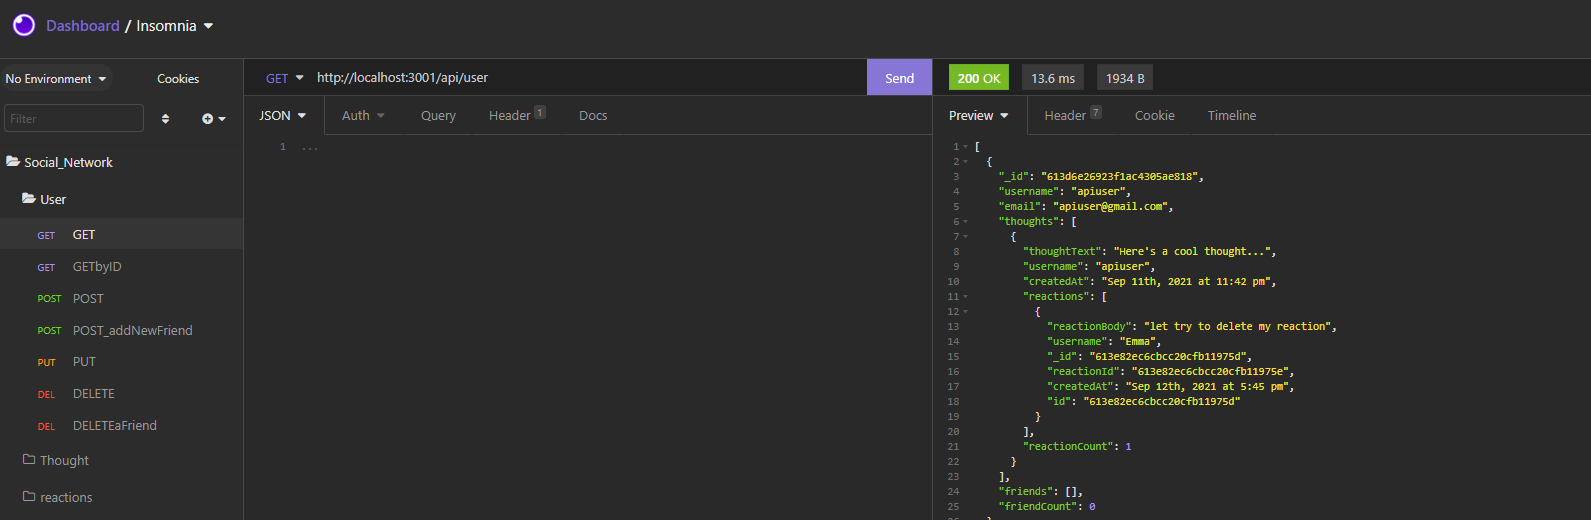 Dashboard / Insomnia
No Environment Cookies
Filter
Social_Network
User
GET GET
GET GETbyID
POST POST
POST POST_addNewFriend
PUT PUT
DEL DELETE
DEL DELETEaFriend
Thought
reactions
GET http://localhost:3001/api/user Send
JSON Auth Query Header 1 Docs
1 ...
200 OK 13.6 ms 1934 B
Preview Header 7 Cookie Timeline
1 [
2 {
3 "_id": "613d6e26923f1ac4305ae818",
4 "username": "apiuser",
5 "email": "apiuser@gmail.com",
6 "thoughts": [
7 {
8 "thoughtText": "Here's a cool thought...",
9 "username": "apiuser",
10 "createdAt": "Sep 11th, 2021 at 11:42 pm",
11 "reactions": [
12 {
13 "reactionBody": "let try to delete my reaction",
14 "username": "Emma",
15 "_id": "613e82ec6cbcc20cfb11975d",
16 "reactionId": "613e82ec6cbcc20cfb11975e",
17 "createdAt": "Sep 12th, 2021 at 5:45 pm",
18 "id": "613e82ec6cbcc20cfb11975d"
19 }
20 ],
21 "reactionCount": 1
22 }
23 ],
24 "friends": [],
25 "friendCount": 0